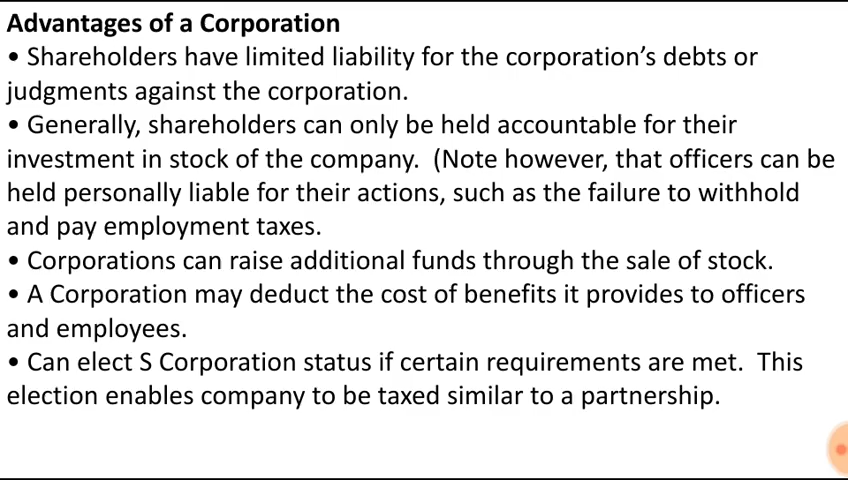 Advantages of a Corporation
• Shareholders have limited liability for the corporation’s debts or
judgments against the corporation.
• Generally, shareholders can only be held accountable for their
investment in stock of the company.  (Note however, that officers can be
held personally liable for their actions, such as the failure to withhold
and pay employment taxes.
• Corporations can raise additional funds through the sale of stock.
• A Corporation may deduct the cost of benefits it provides to officers
and employees.
• Can elect S Corporation status if certain requirements are met.  This
election enables company to be taxed similar to a partnership.